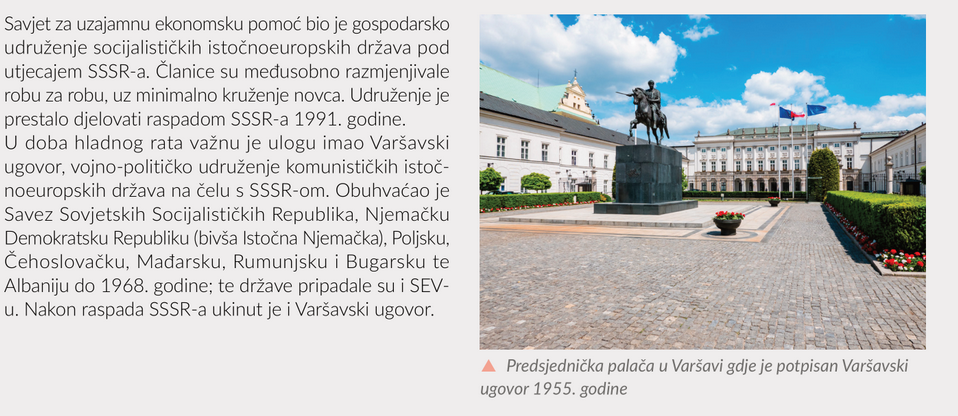 Savjet za uzajamnu ekonomsku pomoć bio je gospodarsko
udruženje socijalističkih istočnoeuropskih država pod
utjecajem SSSR-a. Članice su međusobno razmjenjivale
robu za robu, uz minimalno kruženje novca. Udruženje je
prestalo djelovati raspadom SSSR-a 1991. godine.
U doba hladnog rata važnu je ulogu imao Varšavski
ugovor, vojno-političko udruženje komunističkih istoč-
noeuropskih država na čelu s SSSR-om. Obuhvaćao je
Savez Sovjetskih Socijalističkih Republika, Njemačku
Demokratsku Republiku (bivša Istočna Njemačka), Poljsku,
Čehoslovačku, Mađarsku, Rumunjsku i Bugarsku te
Albaniju do 1968. godine; te države pripadale su i SEV-
u. Nakon raspada SSSR-a ukinut je i Varšavski ugovor.
Predsjednička palača u Varšavi gdje je potpisan Varšavski
ugovor 1955. godine